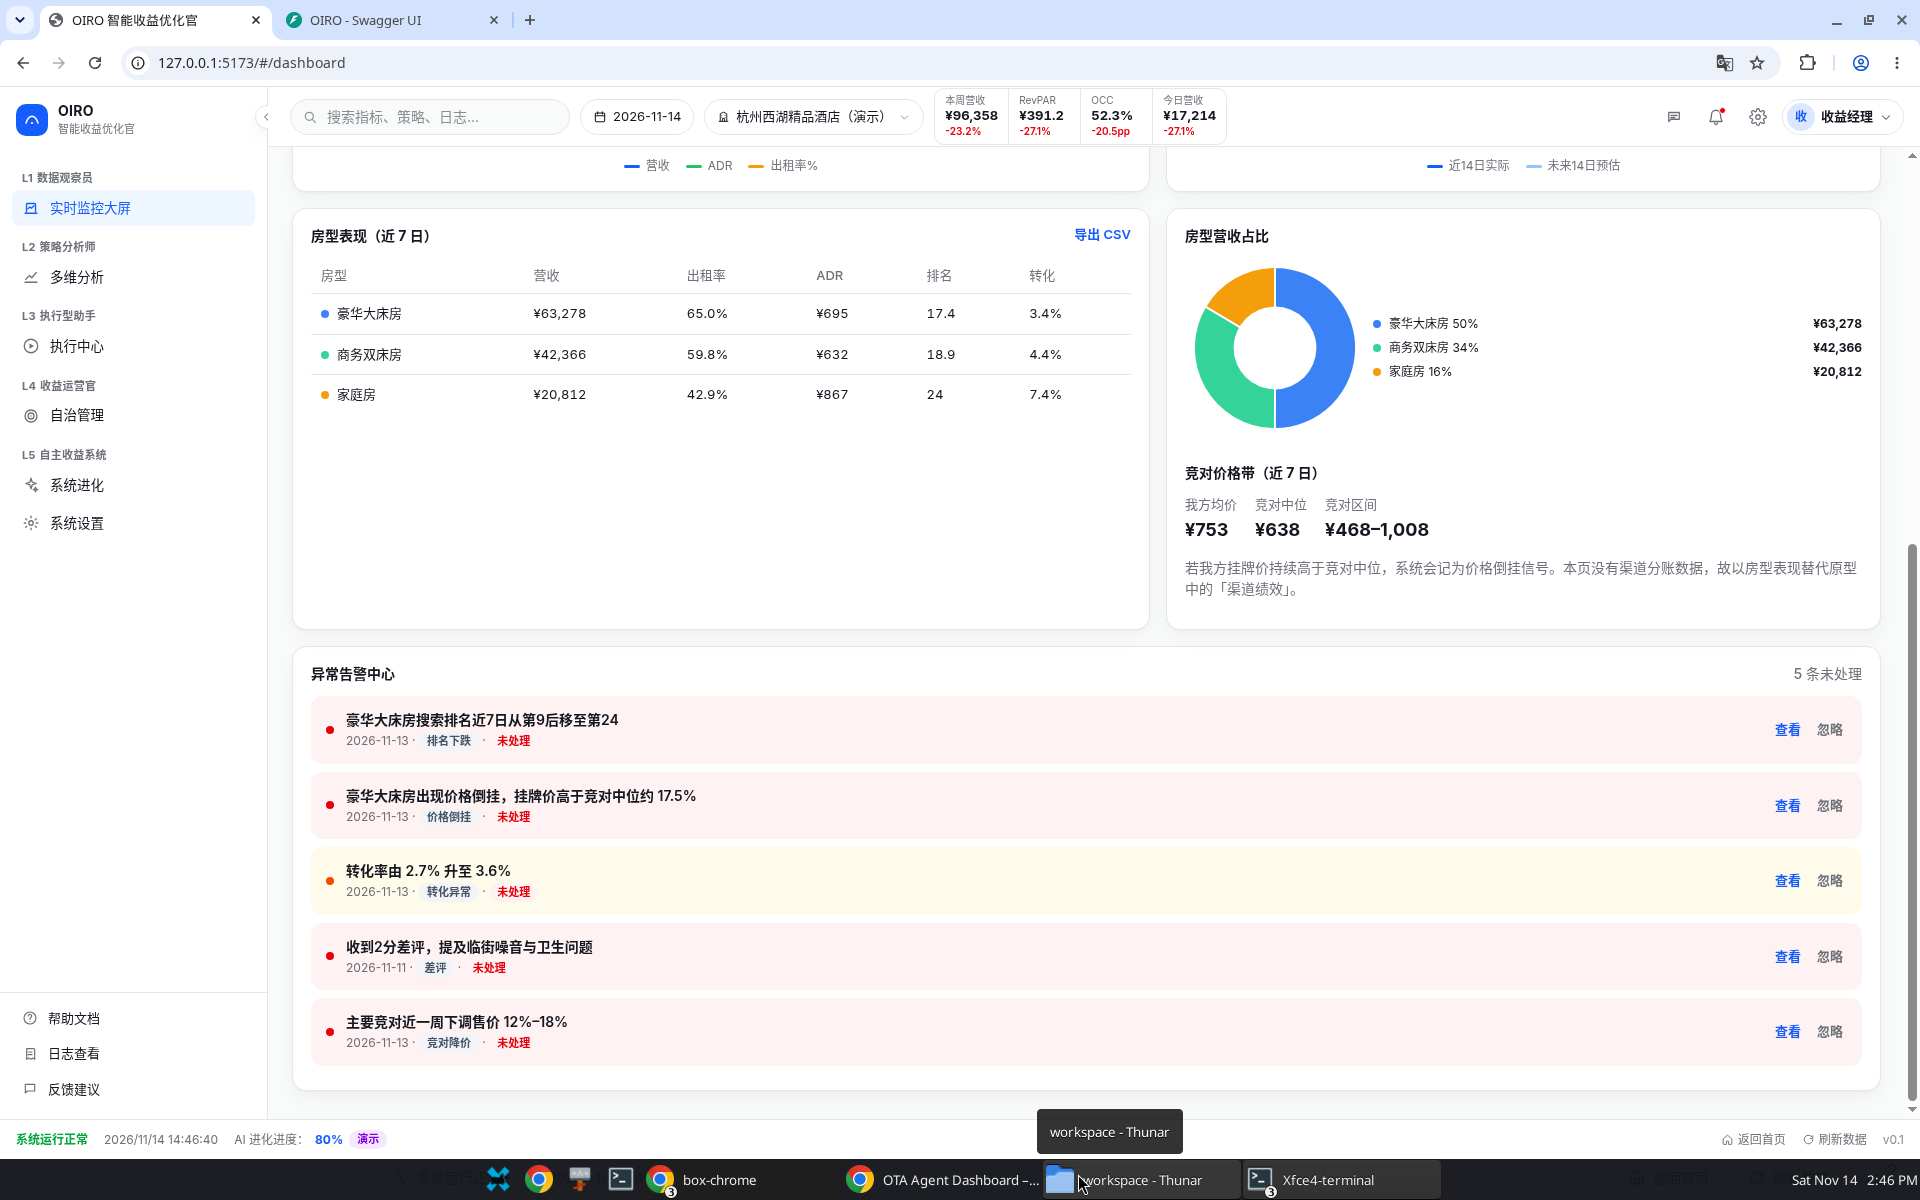 OIRO 智能收益优化官
OIRO - Swagger UI
127.0.0.1:5173/#/dashboard
OIRO
智能收益优化官
搜索指标、策略、日志...
2026-11-14
杭州西湖精品酒店（演示）
本周营收
¥96,358
-23.2%
RevPAR
¥391.2
-27.1%
OCC
52.3%
-20.5pp
今日营收
¥17,214
-27.1%
收
收益经理
L1 数据观察员
实时监控大屏
L2 策略分析师
多维分析
L3 执行型助手
执行中心
L4 收益运营官
自治管理
L5 自主收益系统
系统进化
系统设置
帮助文档
日志查看
反馈建议
营收
ADR
出租率%
近14日实际
未来14日预估
房型表现（近 7 日）
导出 CSV
房型 营收 出租率 ADR 排名 转化
豪华大床房 ¥63,278 65.0% ¥695 17.4 3.4%
商务双床房 ¥42,366 59.8% ¥632 18.9 4.4%
家庭房 ¥20,812 42.9% ¥867 24 7.4%
房型营收占比
豪华大床房 50% ¥63,278
商务双床房 34% ¥42,366
家庭房 16% ¥20,812
竞对价格带（近 7 日）
我方均价 竞对中位 竞对区间
¥753 ¥638 ¥468–1,008
若我方挂牌价持续高于竞对中位，系统会记为价格倒挂信号。本页没有渠道分账数据，故以房型表现替代原型
中的「渠道绩效」。
异常告警中心
5 条未处理
豪华大床房搜索排名近7日从第9后移至第24
2026-11-13 · 排名下跌 · 未处理
查看 忽略
豪华大床房出现价格倒挂，挂牌价高于竞对中位约 17.5%
2026-11-13 · 价格倒挂 · 未处理
查看 忽略
转化率由 2.7% 升至 3.6%
2026-11-13 · 转化异常 · 未处理
查看 忽略
收到2分差评，提及临街噪音与卫生问题
2026-11-11 · 差评 · 未处理
查看 忽略
主要竞对近一周下调售价 12%–18%
2026-11-13 · 竞对降价 · 未处理
查看 忽略
workspace - Thunar
系统运行正常 2026/11/14 14:46:40 AI 进化进度： 80% 演示
返回首页 刷新数据 v0.1
3
box-chrome
OTA Agent Dashboard –...
workspace - Thunar
3
Xfce4-terminal
Sat Nov 14 2:46 PM